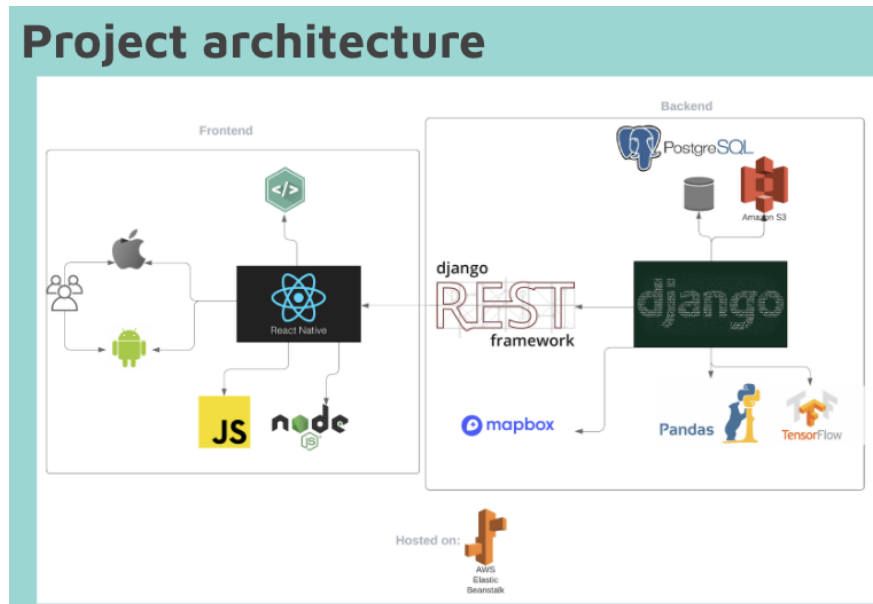 Project architecture
Backend
Frontend
PostgreSQL
</>
Amazon S3
django
REST
framework
django
React Native
JS
node
JS
mapbox
Pandas
TensorFlow
Hosted on:
AWS
Elastic
Beanstalk